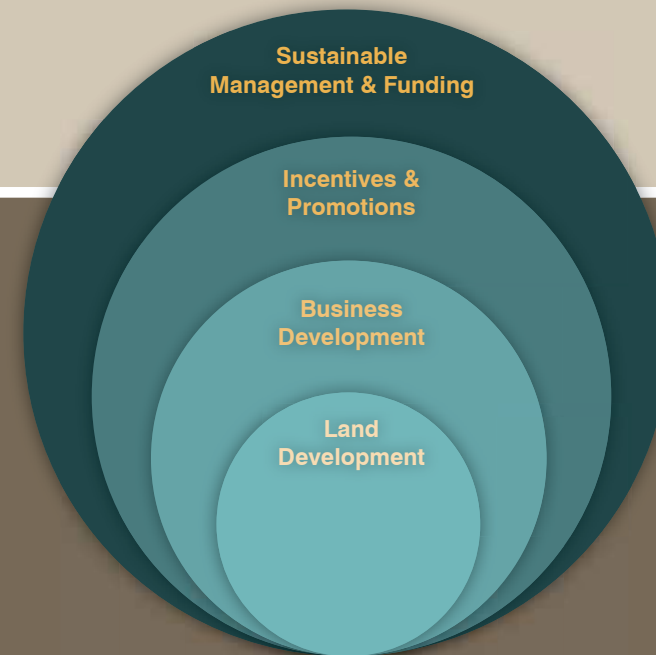 Sustainable
Management & Funding
Incentives &
Promotions
Business
Development
Land
Development